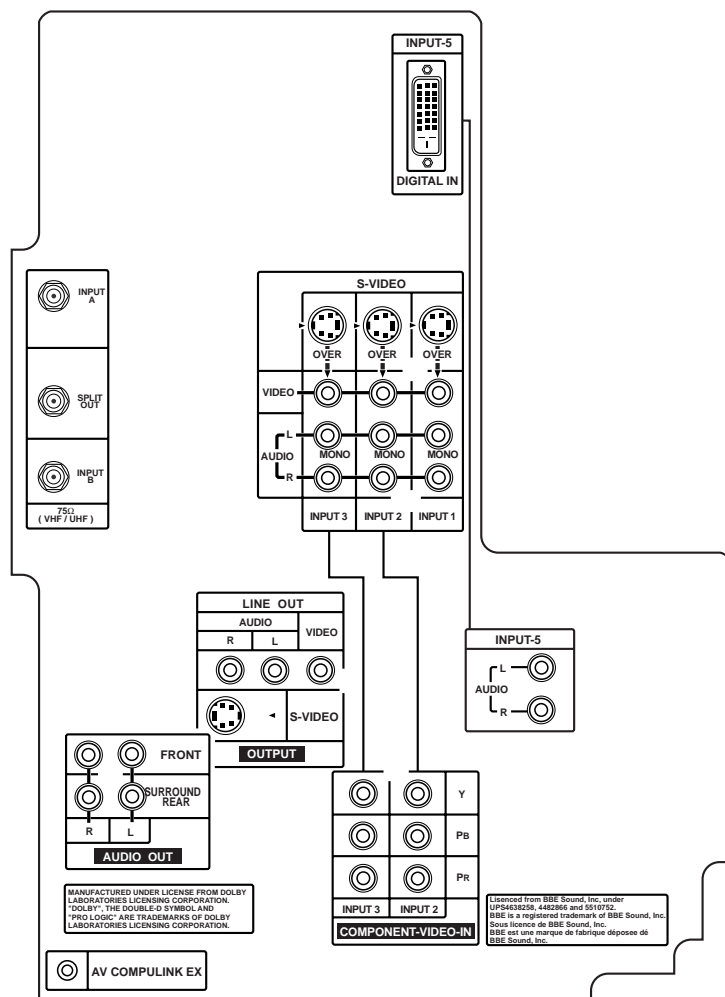 INPUT-5
DIGITAL IN
INPUT
A
SPLIT
OUT
INPUT
B
75Ω
( VHF / UHF )
S-VIDEO
OVER OVER OVER
VIDEO
L
AUDIO MONO MONO MONO
R
INPUT 3 INPUT 2 INPUT 1
LINE OUT
AUDIO
R L VIDEO
S-VIDEO
OUTPUT
INPUT-5
L
AUDIO
R
FRONT
SURROUND
REAR
R L
AUDIO OUT
Y
PB
PR
INPUT 3 INPUT 2
COMPONENT-VIDEO-IN
MANUFACTURED UNDER LICENSE FROM DOLBY
LABORATORIES LICENSING CORPORATION.
"DOLBY", THE DOUBLE-D SYMBOL AND
"PRO LOGIC" ARE TRADEMARKS OF DOLBY
LABORATORIES LICENSING CORPORATION.
Lisenced from BBE Sound, Inc, under
UPS4638258, 4482866 and 5510752.
BBE is a registered trademark of BBE Sound, Inc.
Sous licence de BBE Sound, Inc.
BBE est une marque de fabrique déposee dé
BBE Sound, Inc.
AV COMPULINK EX